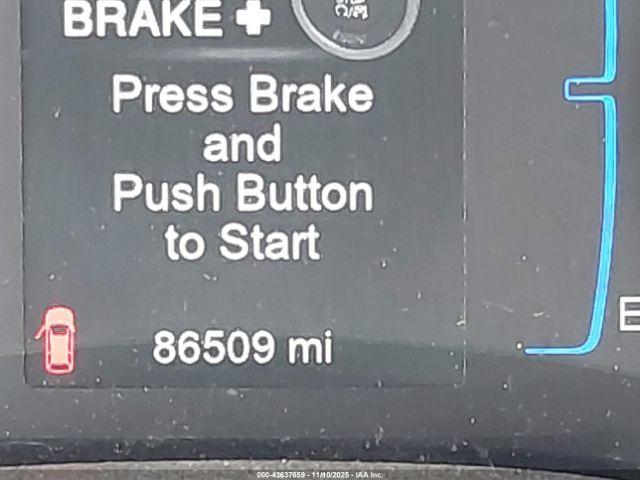 BRAKE +
Press Brake
and
Push Button
to Start
86509 mi
E
000-43637659 - 11/10/2025 - IAA Inc.